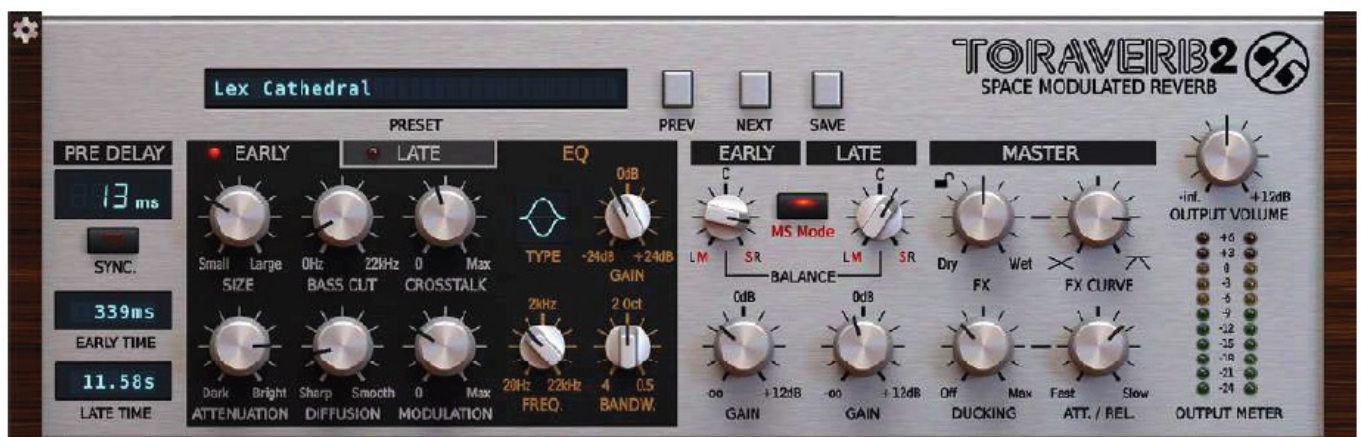 TORAVERB2
SPACE MODULATED REVERB
Lex Cathedral
PRESET
PREV
NEXT
SAVE
PRE DELAY
13 ms
SYNC.
339ms
EARLY TIME
11.58s
LATE TIME
EARLY
LATE
Small Large
SIZE
0Hz 22kHz
BASS CUT
0 Max
CROSSTALK
Dark Bright
ATTENUATION
Sharp Smooth
DIFFUSION
0 Max
MODULATION
EQ
TYPE
0dB
-24dB +24dB
GAIN
2kHz
20Hz 22kHz
FREQ.
2 Oct
4 0.5
BANDW.
EARLY
LATE
C
C
MS Mode
L M S R
L M S R
BALANCE
0dB
-oo +12dB
GAIN
0dB
-oo +12dB
GAIN
MASTER
Dry Wet
FX
FX CURVE
Off Max
DUCKING
Fast Slow
ATT. / REL.
-inf. +12dB
OUTPUT VOLUME
+6
+3
0
-3
-6
-9
-12
-15
-18
-21
-24
OUTPUT METER